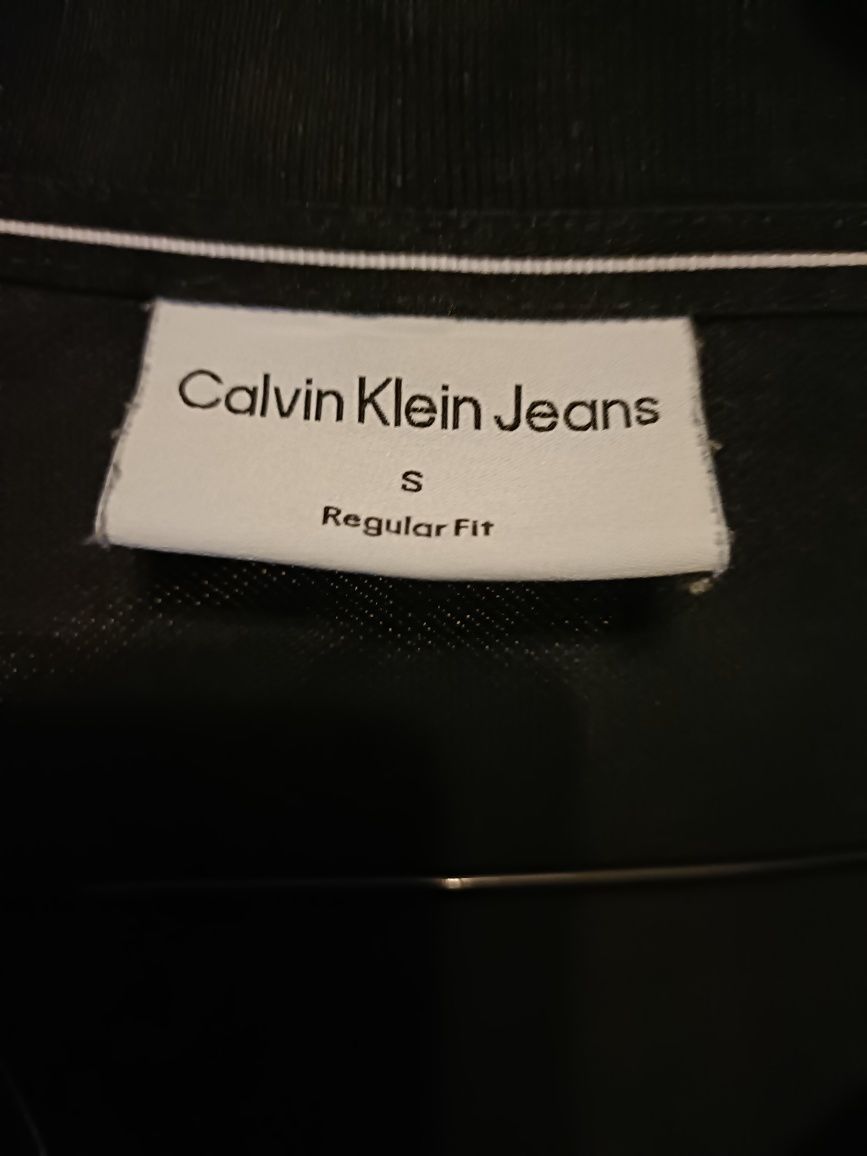 Calvin Klein Jeans
S
Regular Fit